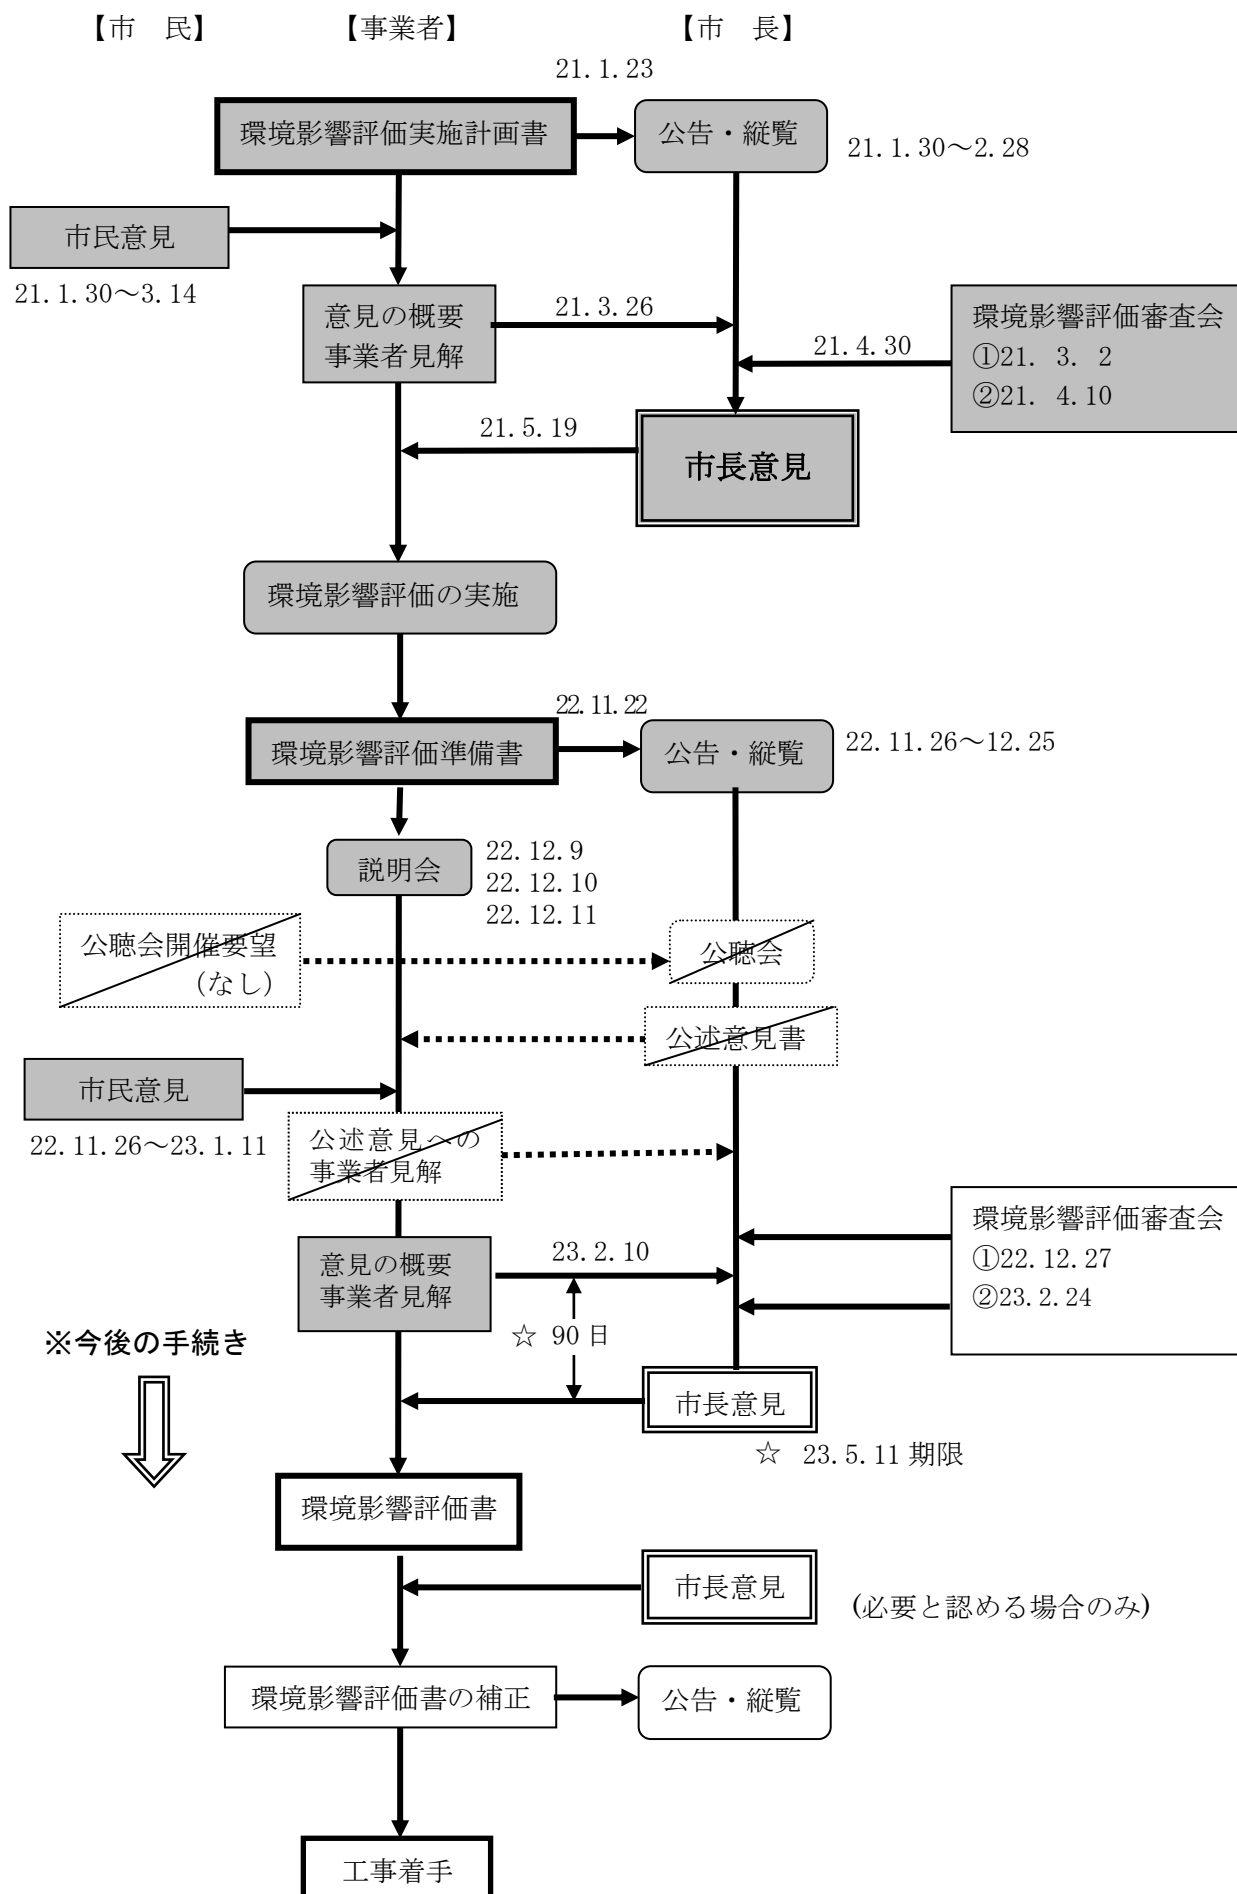 【市　民】
【事業者】
【市　長】
21.1.23
環境影響評価実施計画書
公告・縦覧
21.1.30～2.28
市民意見
21.1.30～3.14
意見の概要
事業者見解
21.3.26
環境影響評価審査会
①21. 3. 2
②21. 4.10
21.4.30
21.5.19
市長意見
環境影響評価の実施
22.11.22
環境影響評価準備書
公告・縦覧
22.11.26～12.25
説明会
22.12.9
22.12.10
22.12.11
公聴会開催要望
(なし)
公聴会
公述意見書
市民意見
22.11.26～23.1.11
公述意見への
事業者見解
環境影響評価審査会
①22.12.27
②23.2.24
意見の概要
事業者見解
23.2.10
☆ 90日
※今後の手続き
市長意見
☆ 23.5.11期限
環境影響評価書
市長意見
(必要と認める場合のみ)
環境影響評価書の補正
公告・縦覧
工事着手